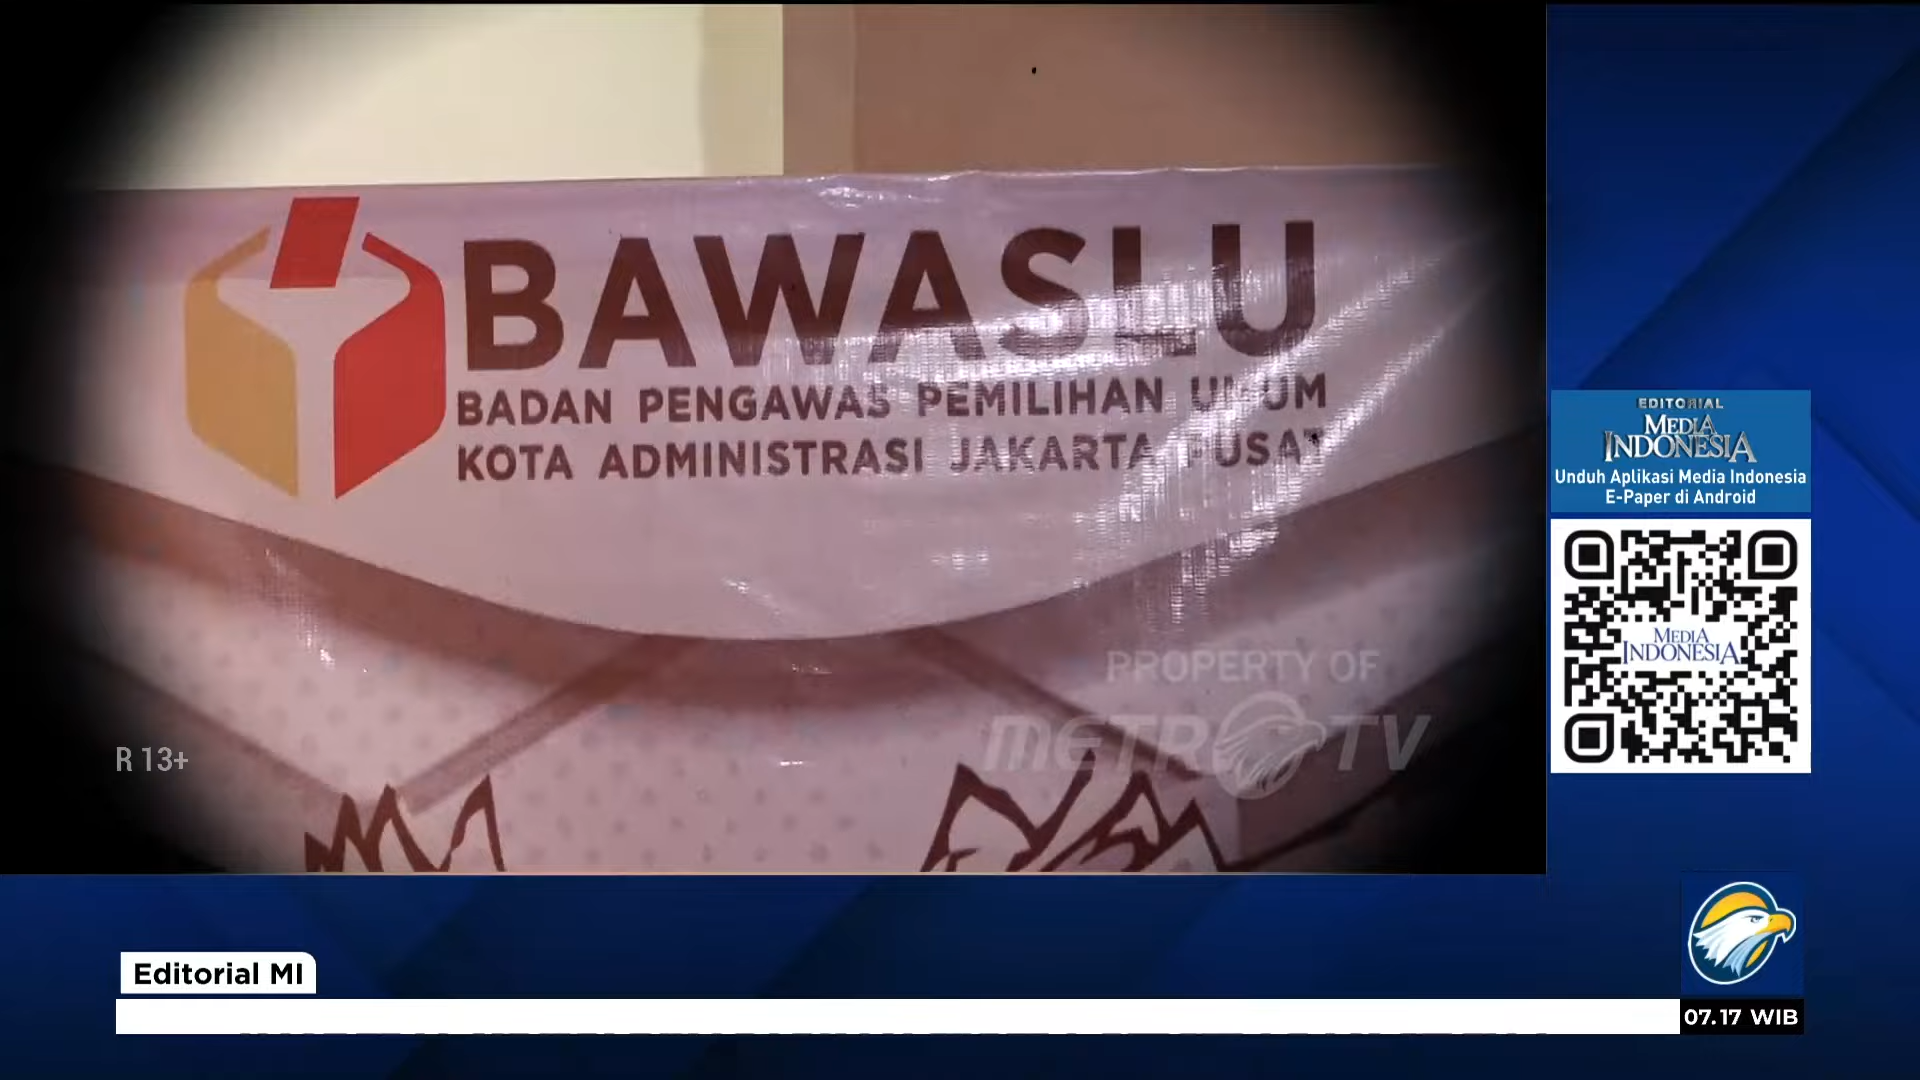 BAWASLU
BADAN PENGAWAS PEMILIHAN UMUM
KOTA ADMINISTRASI JAKARTA PUSAT
PROPERTY OF
METRO TV
R 13+
EDITORIAL
MEDIA
INDONESIA
Unduh Aplikasi Media Indonesia
E-Paper di Android
MEDIA
INDONESIA
Editorial MI
07.17 WIB